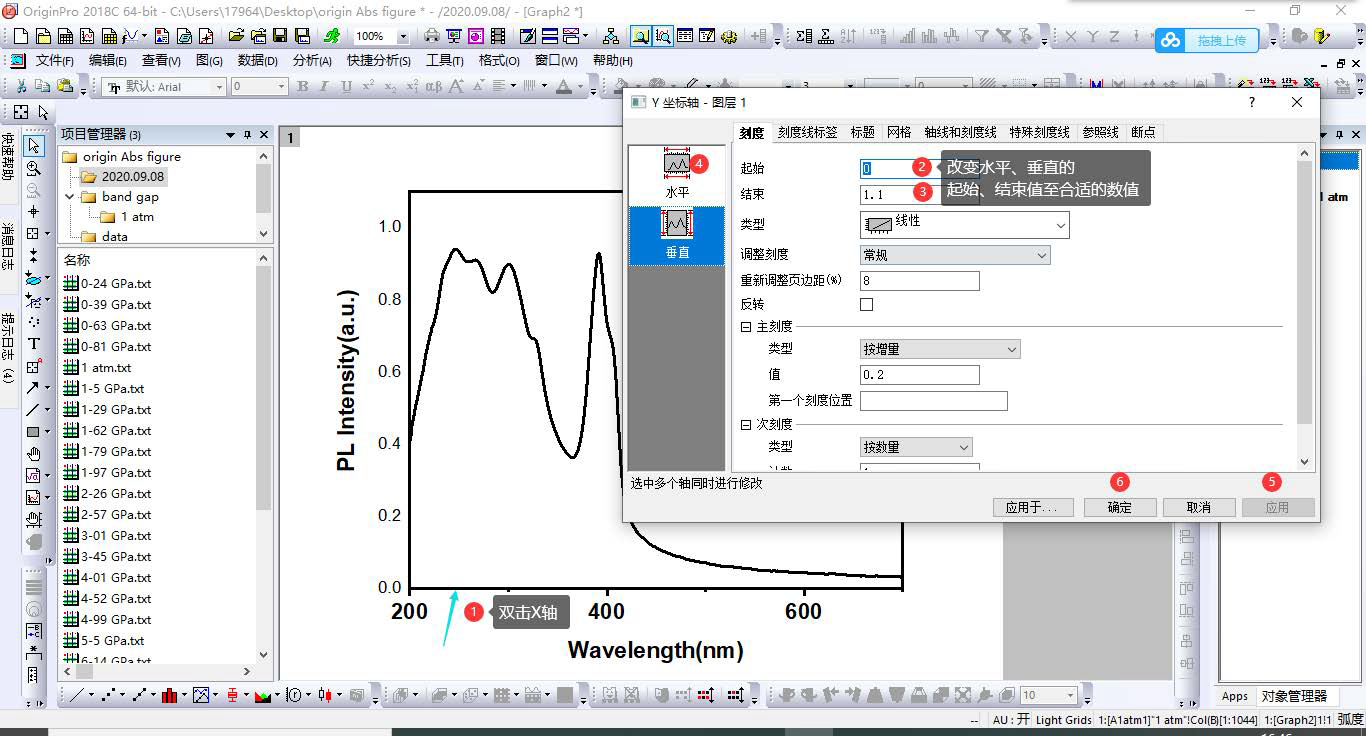 OriginPro 2018C 64-bit - C:\Users\17964\Desktop\origin Abs figure * - /2020.09.08/ - [Graph2 *]
100%
拖拽上传
文件(F) 编辑(E) 查看(V) 图(G) 数据(D) 分析(A) 快捷分析(S) 工具(T) 格式(O) 窗口(W) 帮助(H)
默认: Arial
0
B I U
αβ
3
0
快速帮助
消息日志
提示日志 (4)
项目管理器 (3)
origin Abs figure
2020.09.08
band gap
1 atm
data
名称
0-24 GPa.txt
0-39 GPa.txt
0-63 GPa.txt
0-81 GPa.txt
1 atm.txt
1-5 GPa.txt
1-29 GPa.txt
1-62 GPa.txt
1-79 GPa.txt
1-97 GPa.txt
2-26 GPa.txt
2-57 GPa.txt
3-01 GPa.txt
3-45 GPa.txt
4-01 GPa.txt
4-52 GPa.txt
4-99 GPa.txt
5-5 GPa.txt
6-14 GPa.txt
1
1.0
0.8
0.6
0.4
0.2
0.0
PL Intensity(a.u.)
200 400 600
Wavelength(nm)
1 双击X轴
Y 坐标轴 - 图层 1
? ×
刻度 刻度线标签 标题 网格 轴线和刻度线 特殊刻度线 参照线 断点
4
水平
垂直
起始 0
2 改变水平、垂直的
结束 1.1
3 起始、结束值至合适的数值
类型 线性
调整刻度 常规
重新调整页边距(%) 8
反转
主刻度
类型 按增量
值 0.2
第一个刻度位置
次刻度
类型 按数量
选中多个轴同时进行修改
6 5
应用于... 确定 取消 应用
1 atm
10
Apps 对象管理器
-- AU : 开 Light Grids 1:[A1atm1]"1 atm"!Col(B)[1:1044] 1:[Graph2]1!1 弧度